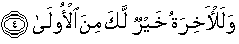 وَلَلْأَخِرَةُ خَيْرٌ لَّكَ مِنَ ٱلْأُولَىٰ ﴿٤﴾